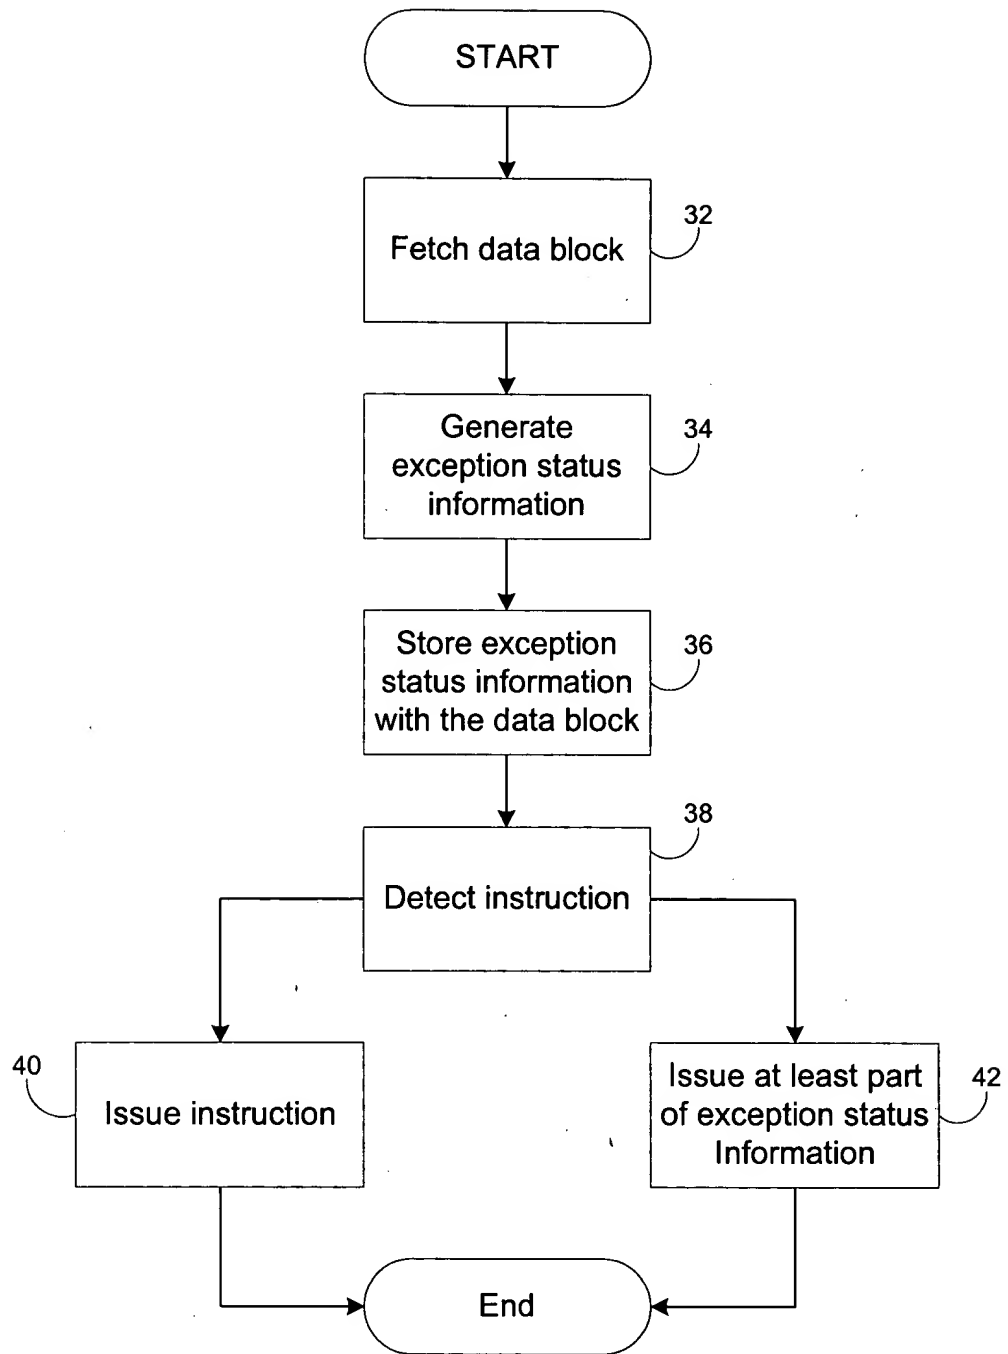 START
Fetch data block
32
Generate
exception status
information
34
Store exception
status information
with the data block
36
Detect instruction
38
40
Issue instruction
Issue at least part
of exception status
Information
42
End